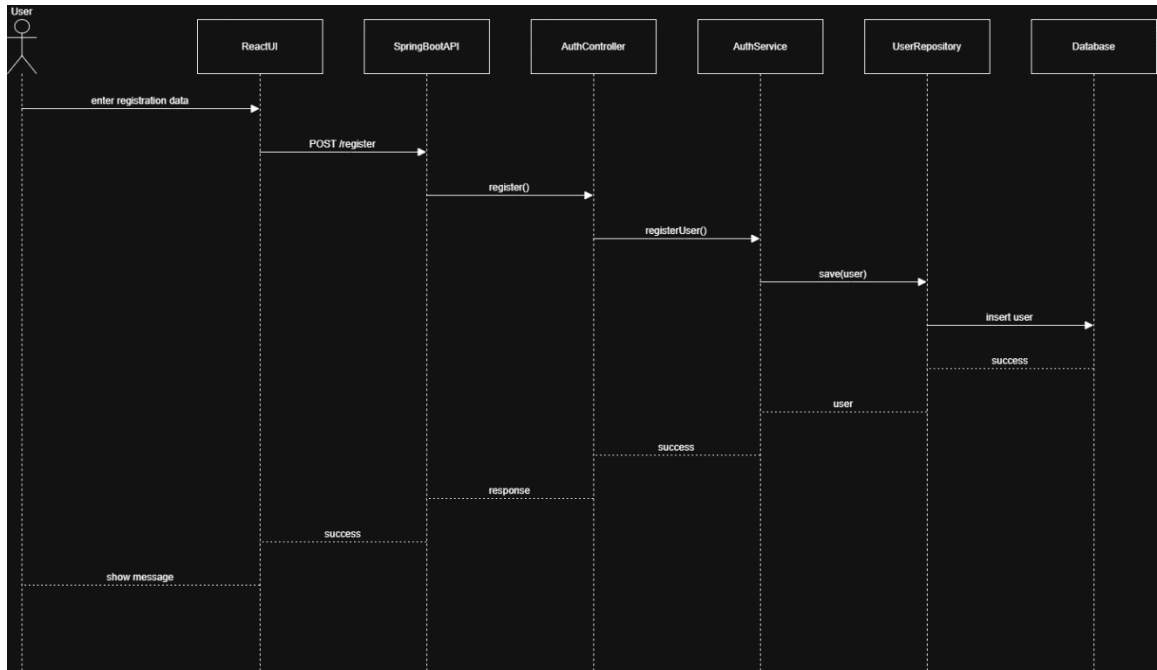 User
ReactUI
SpringBootAPI
AuthController
AuthService
UserRepository
Database
enter registration data
POST /register
register()
registerUser()
save(user)
insert user
success
user
success
response
success
show message